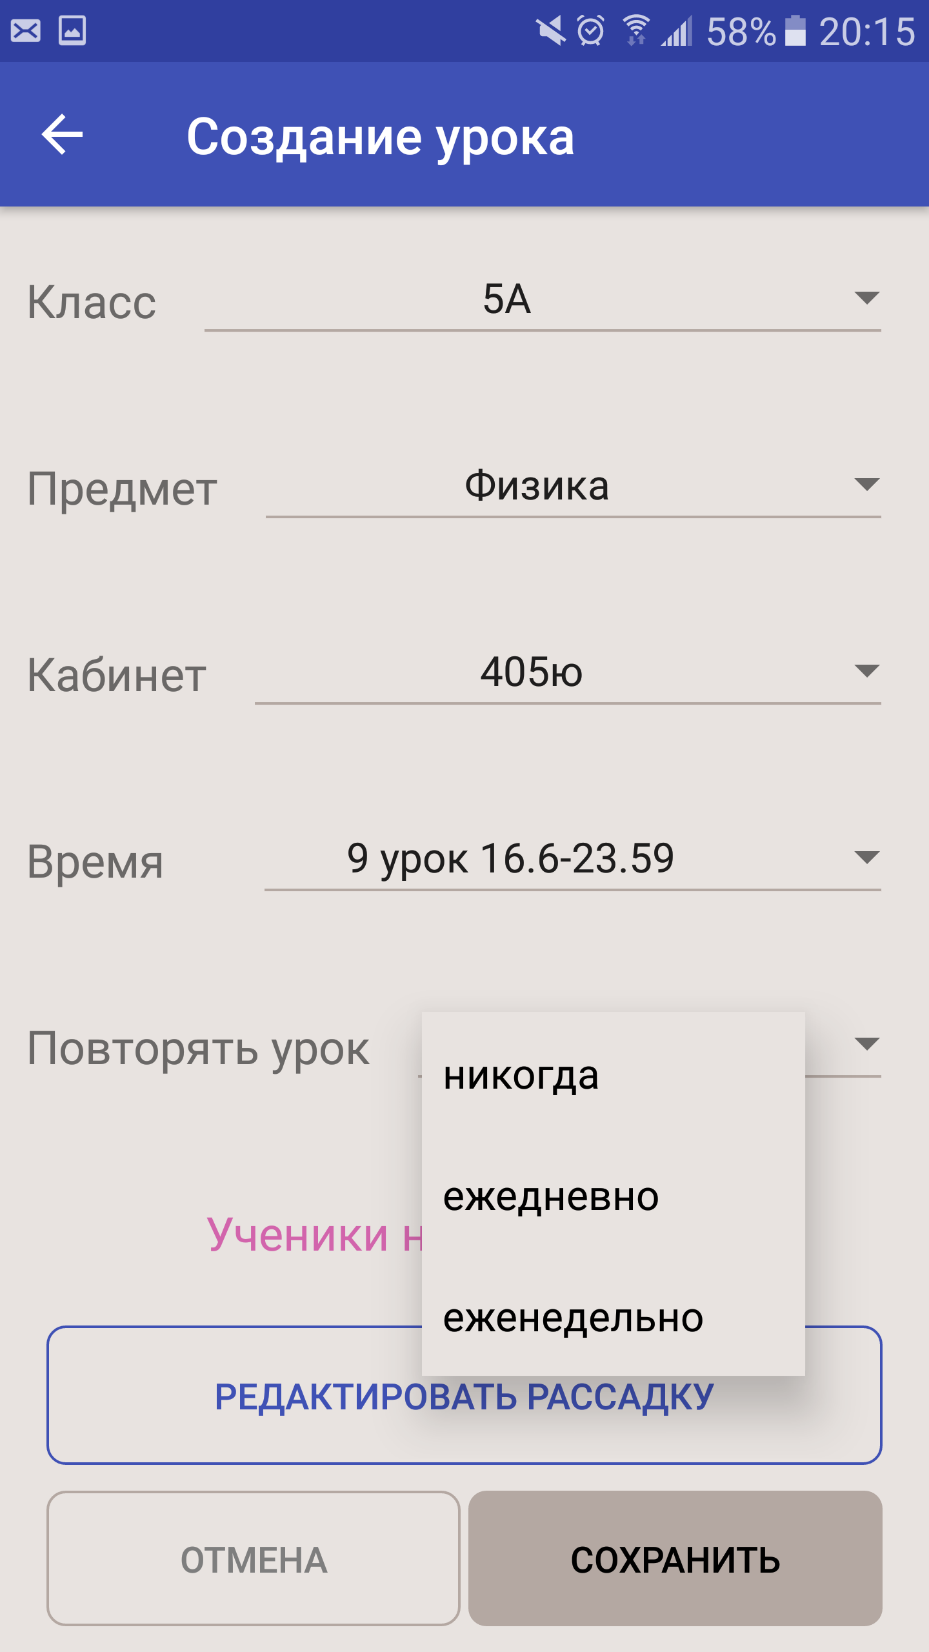 58% 20:15
Создание урока
Класс 5А
Предмет Физика
Кабинет 405ю
Время 9 урок 16.6-23.59
Повторять урок
никогда
ежедневно
Ученики
еженедельно
РЕДАКТИРОВАТЬ РАССАДКУ
ОТМЕНА СОХРАНИТЬ